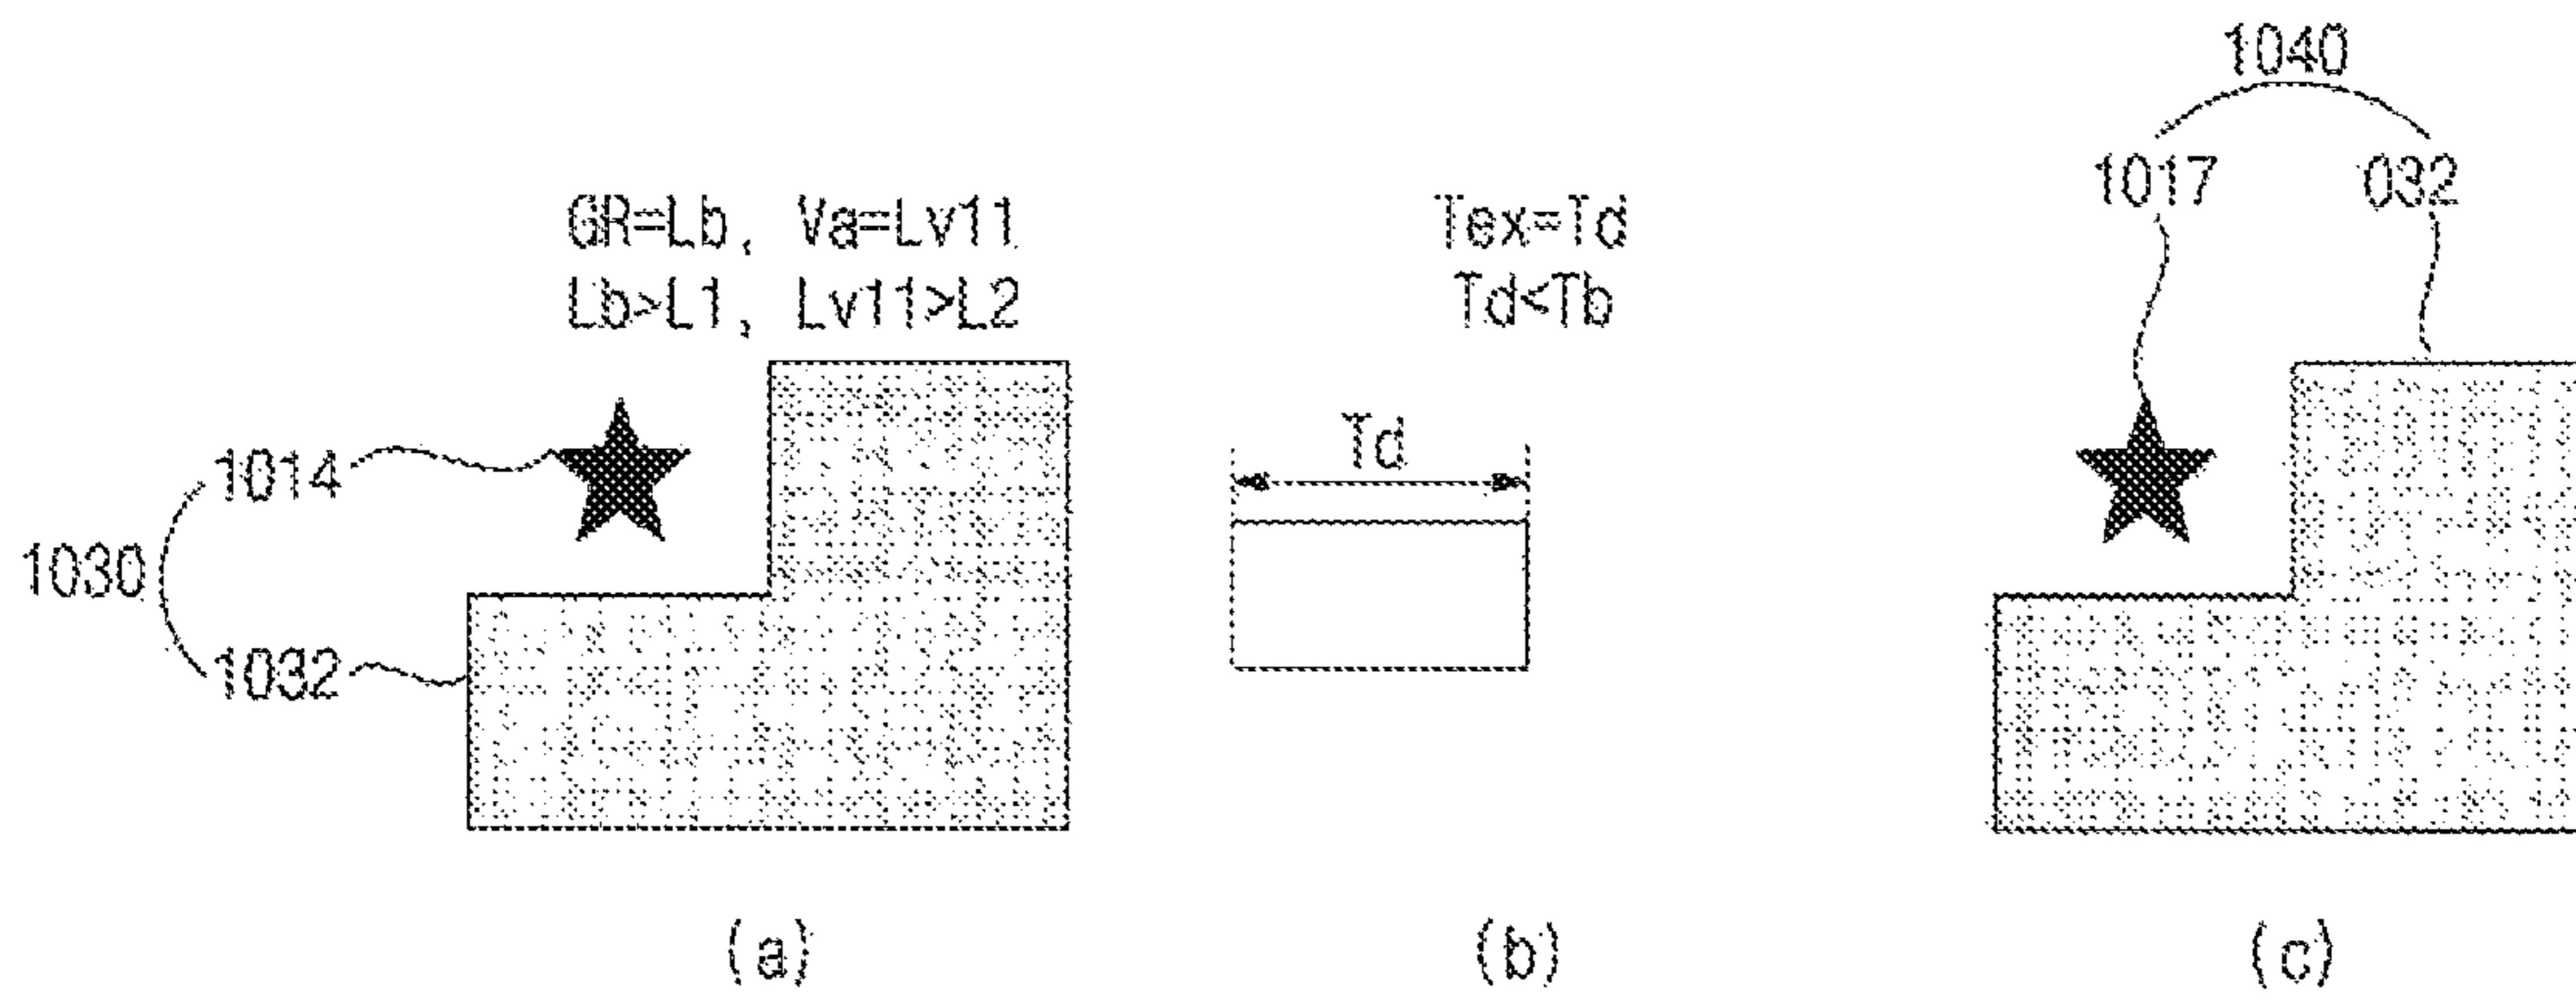 1040
1017 032
GR=Lb, Va=Lv11
Lb>L1, Lv11>L2
Tex=Td
Td<Tb
Td
1014
1030
1032
(a) (b) (c)